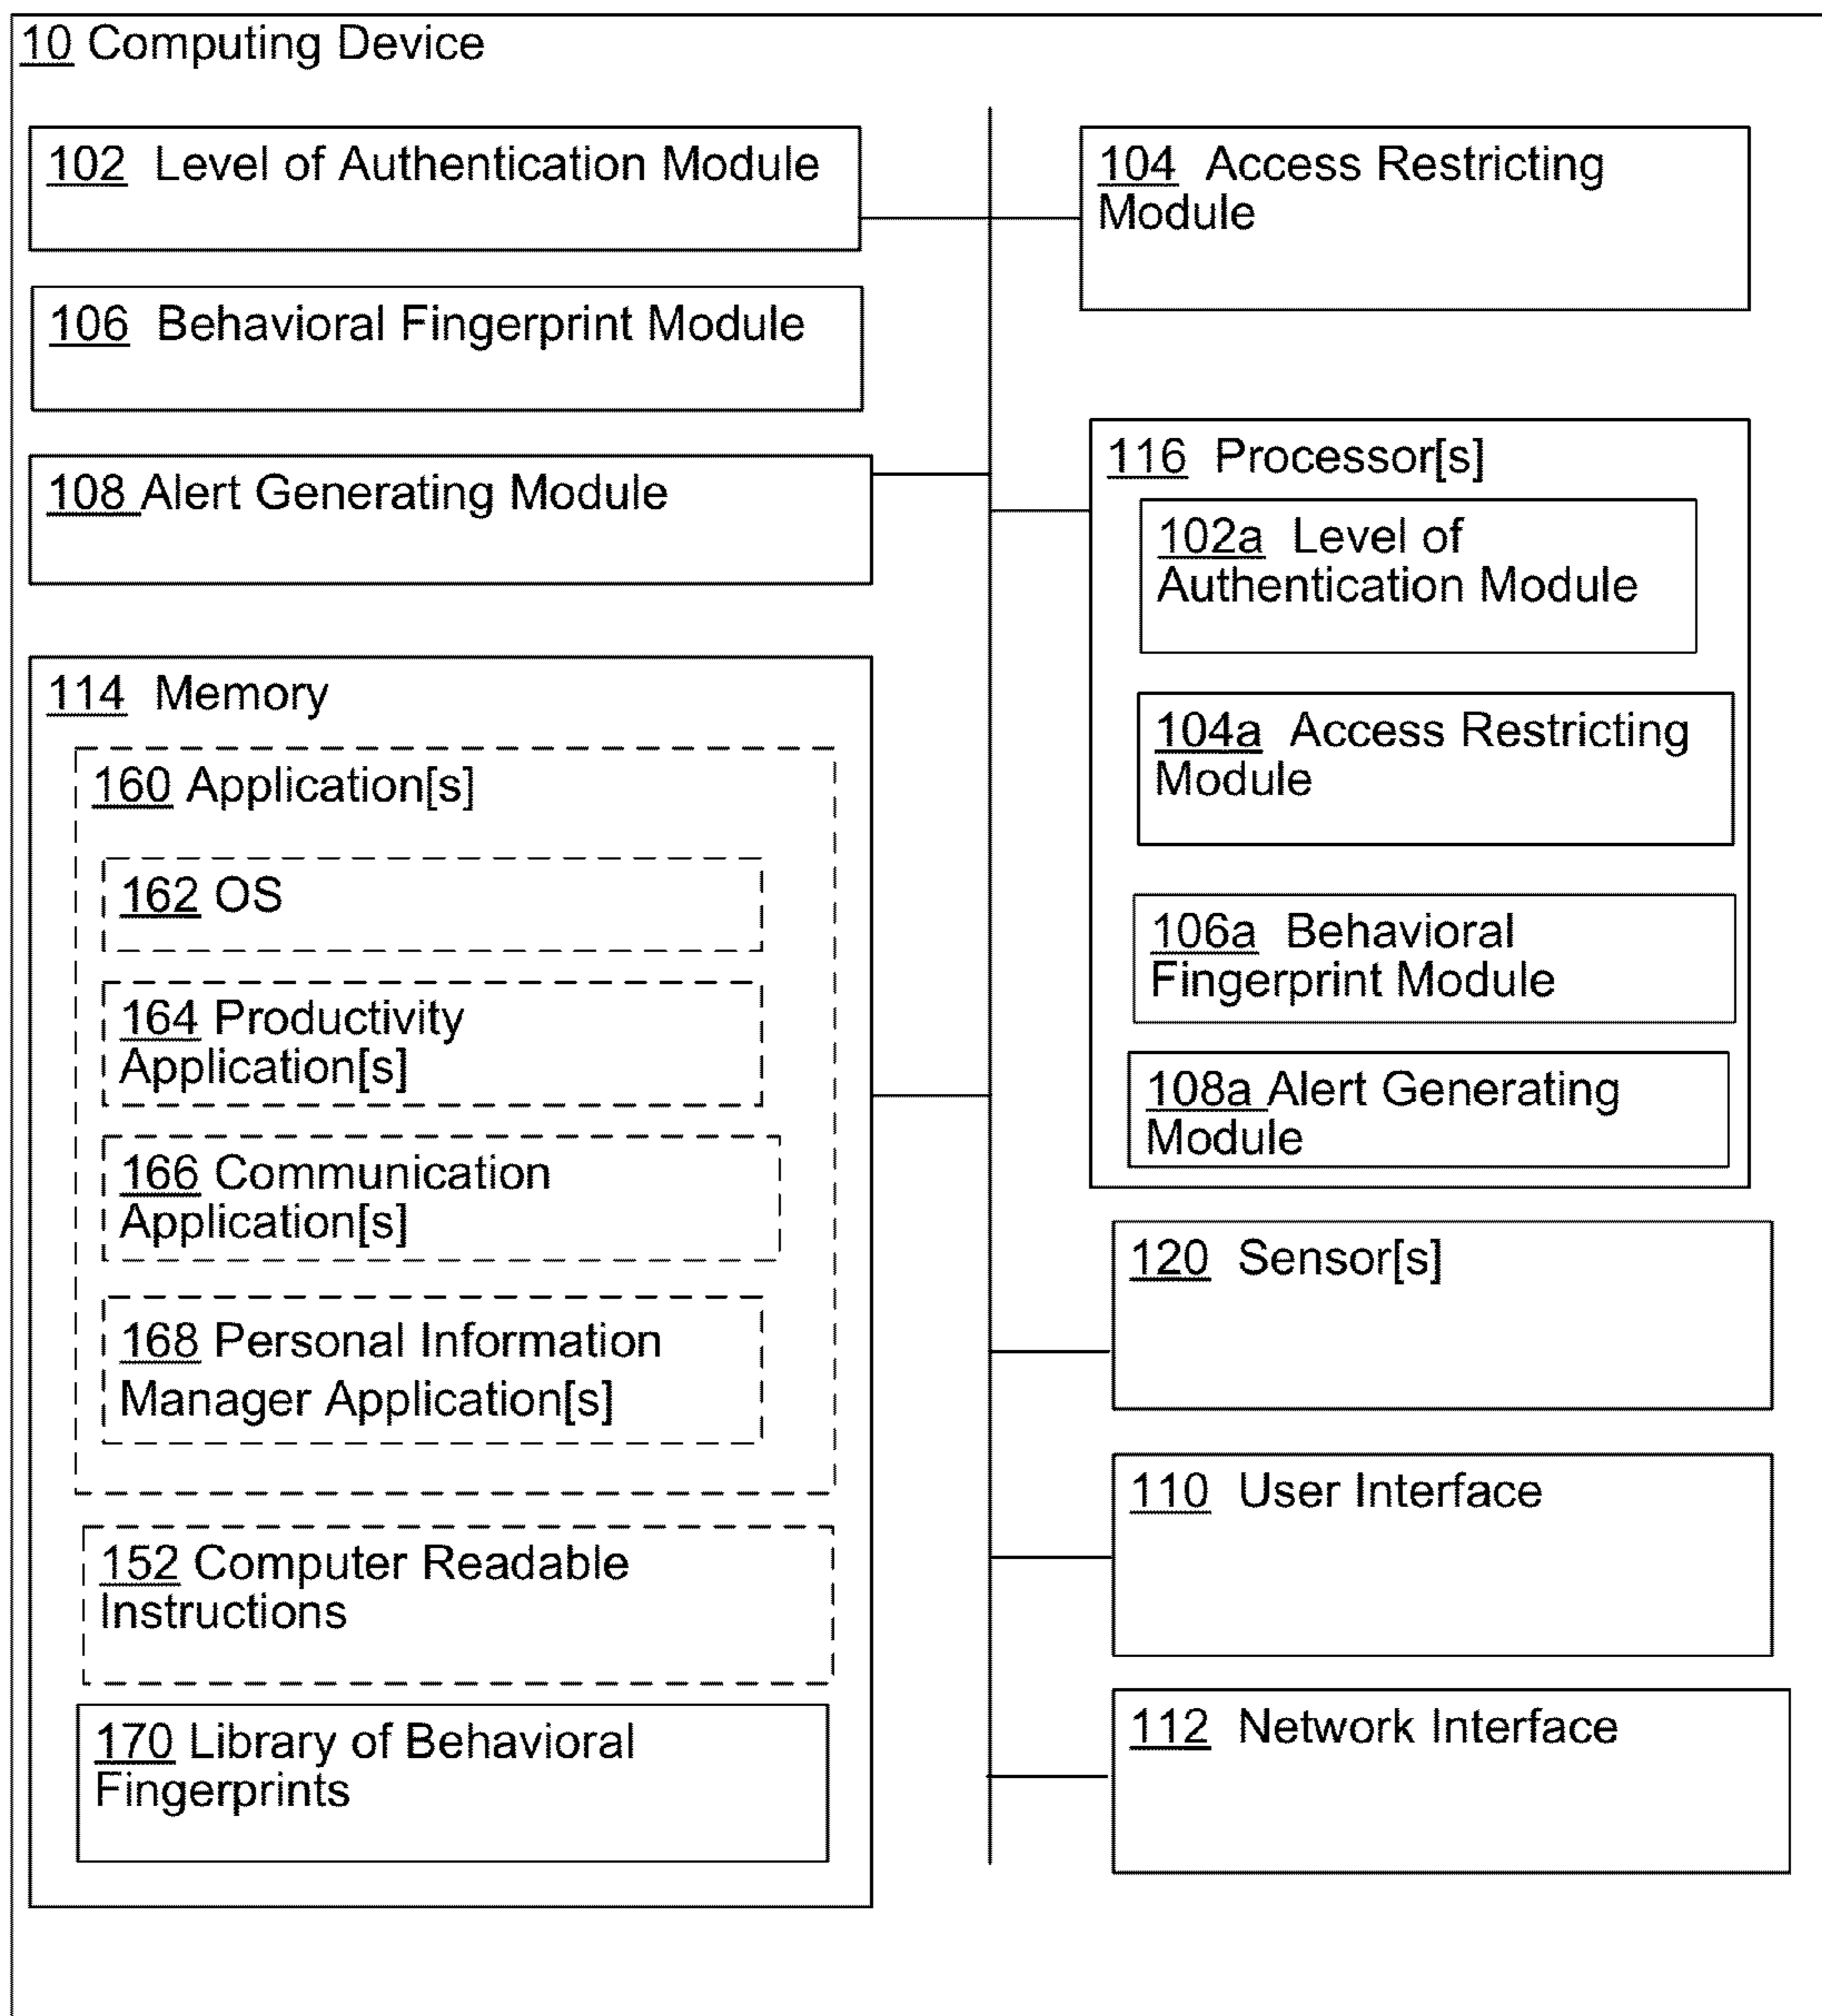 10 Computing Device
102 Level of Authentication Module
106 Behavioral Fingerprint Module
108 Alert Generating Module
114 Memory
160 Application[s]
162 OS
164 Productivity
Application[s]
166 Communication
Application[s]
168 Personal Information
Manager Application[s]
152 Computer Readable
Instructions
170 Library of Behavioral
Fingerprints
104 Access Restricting
Module
116 Processor[s]
102a Level of
Authentication Module
104a Access Restricting
Module
106a Behavioral
Fingerprint Module
108a Alert Generating
Module
120 Sensor[s]
110 User Interface
112 Network Interface